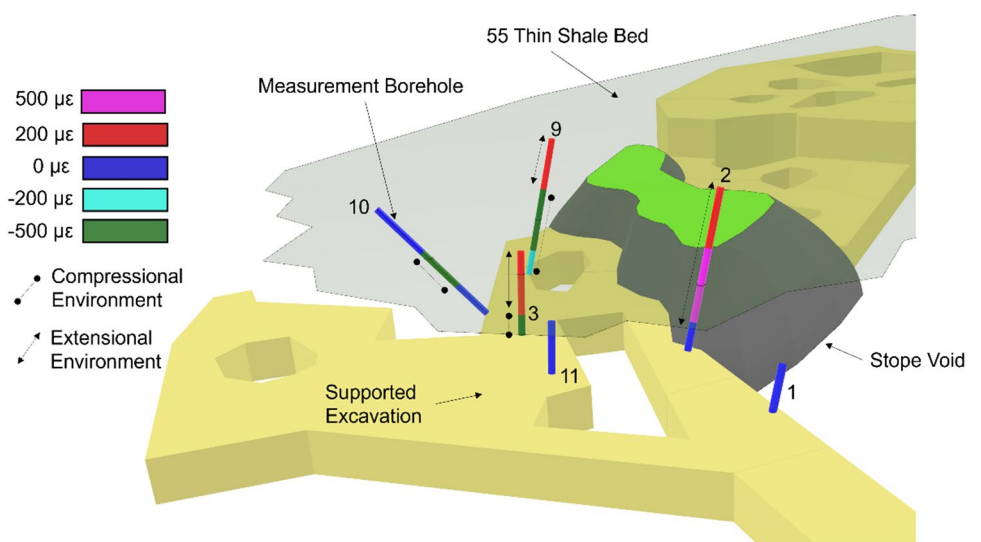 55 Thin Shale Bed
Measurement Borehole
500 µε
200 µε
0 µε
-200 µε
-500 µε
Compressional
Environment
Extensional
Environment
9
2
10
3
11
1
Supported
Excavation
Stope Void